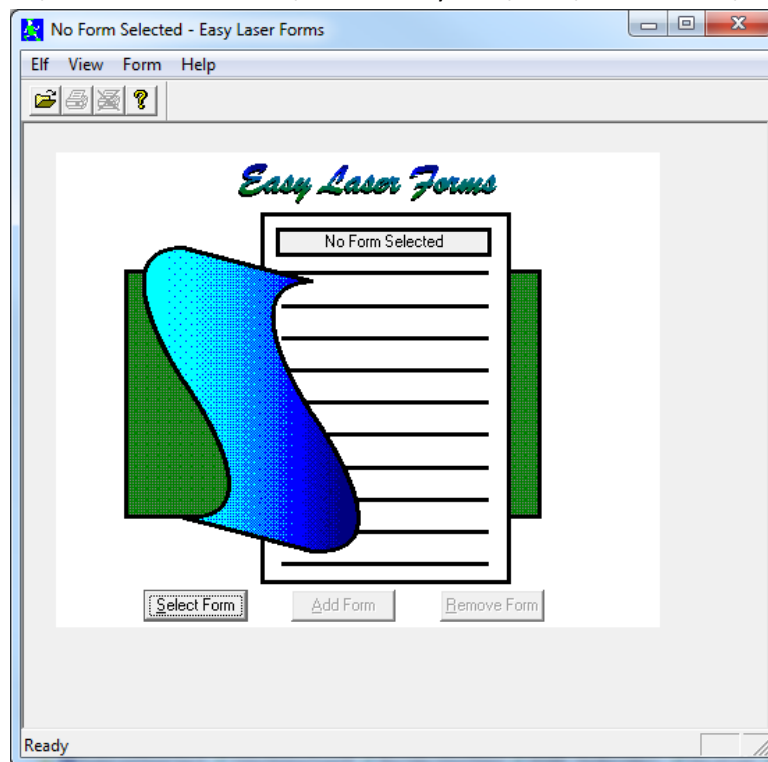 No Form Selected - Easy Laser Forms
Elf View Form Help
Easy Laser Forms
No Form Selected
Select Form Add Form Remove Form
Ready